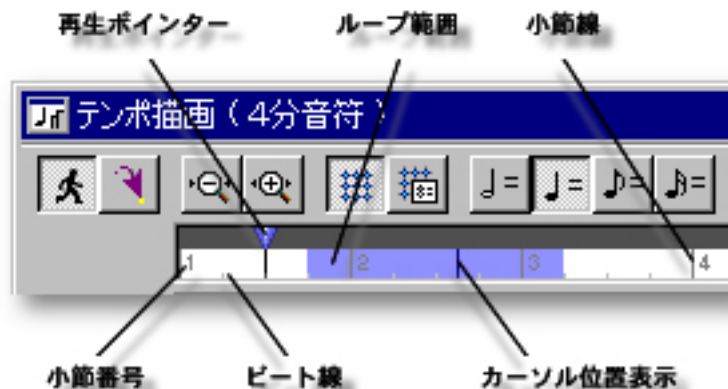 再生ポインター ループ範囲 小節線
テンポ描画(4分音符)
1 2 3 4
小節番号 ビート線 カーソル位置表示